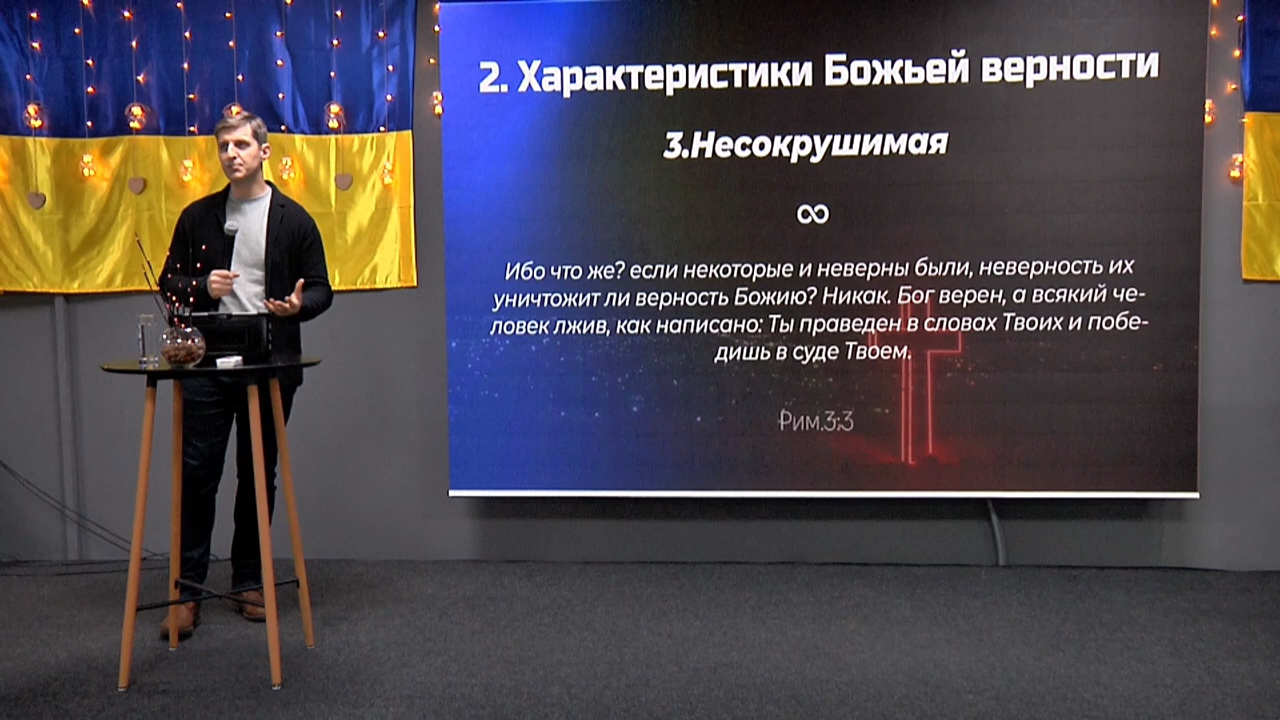 2. Характеристики Божьей верности
3.Несокрушимая
∞
Ибо что же? если некоторые и неверны были, неверность их
уничтожит ли верность Божию? Никак. Бог верен, а всякий че-
ловек лжив, как написано: Ты праведен в словах Твоих и побе-
дишь в суде Твоем.
Рим.3:3